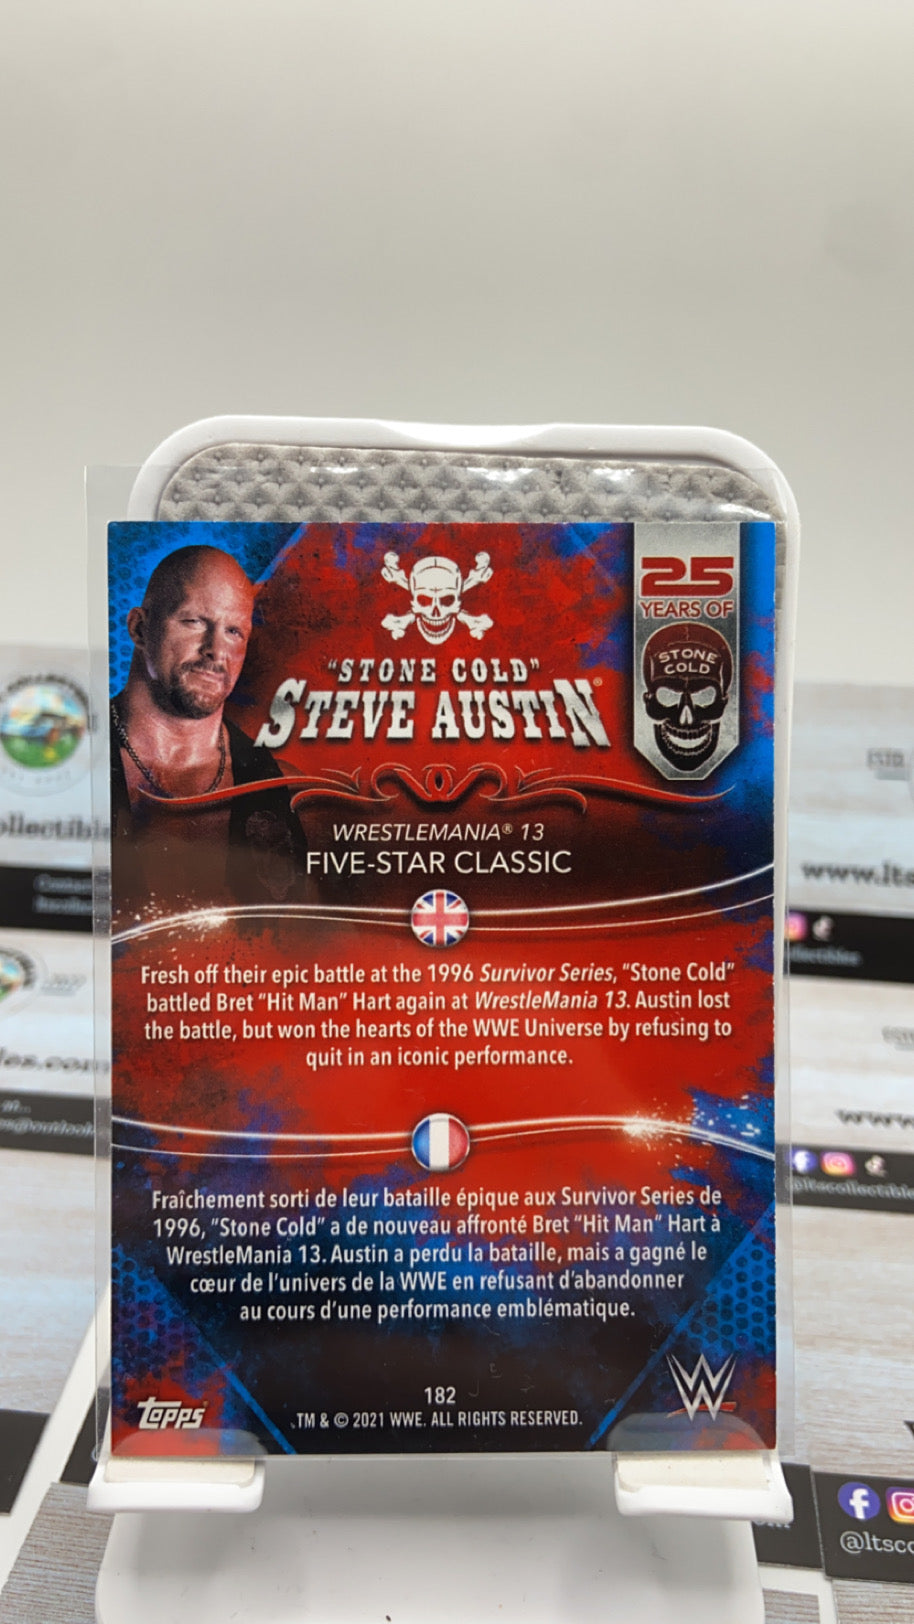 25
YEARS OF
STONE
COLD
"STONE COLD"
STEVE AUSTIN®
WRESTLEMANIA® 13
FIVE-STAR CLASSIC
Fresh off their epic battle at the 1996 Survivor Series, "Stone Cold"
battled Bret "Hit Man" Hart again at WrestleMania 13. Austin lost
the battle, but won the hearts of the WWE Universe by refusing to
quit in an iconic performance.
Fraîchement sorti de leur bataille épique aux Survivor Series de
1996, "Stone Cold" a de nouveau affronté Bret "Hit Man" Hart à
WrestleMania 13. Austin a perdu la bataille, mais a gagné le
cœur de l'univers de la WWE en refusant d'abandonner
au cours d'une performance emblématique.
182
TM & © 2021 WWE. ALL RIGHTS RESERVED.
Topps
W
www.lts
@ltscollectible
@ltsco